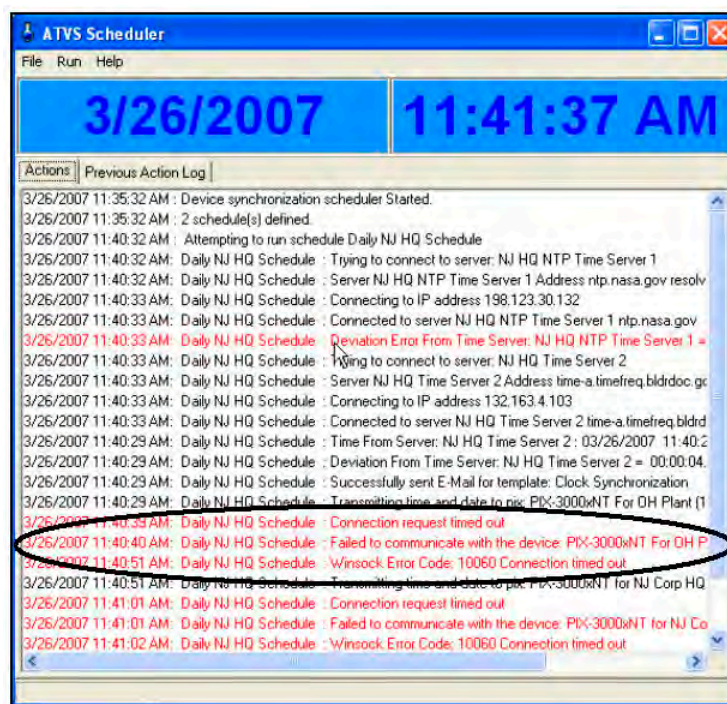 ATVS Scheduler
File Run Help
3/26/2007 11:41:37 AM
Actions Previous Action Log
3/26/2007 11:35:32 AM : Device synchronization scheduler Started.
3/26/2007 11:35:32 AM : 2 schedule(s) defined.
3/26/2007 11:40:32 AM : Attempting to run schedule Daily NJ HQ Schedule
3/26/2007 11:40:32 AM: Daily NJ HQ Schedule : Trying to connect to server: NJ HQ NTP Time Server 1
3/26/2007 11:40:33 AM: Daily NJ HQ Schedule : Server NJ HQ NTP Time Server 1 Address ntp.nasa.gov resolv
3/26/2007 11:40:33 AM: Daily NJ HQ Schedule : Connecting to IP address 198.123.30.132
3/26/2007 11:40:33 AM: Daily NJ HQ Schedule : Connected to server NJ HQ NTP Time Server 1 ntp.nasa.gov
3/26/2007 11:40:33 AM: Daily NJ HQ Schedule : Deviation Error From Time Server: NJ HQ NTP Time Server 1 =
3/26/2007 11:40:33 AM: Daily NJ HQ Schedule : Trying to connect to server: NJ HQ Time Server 2
3/26/2007 11:40:33 AM: Daily NJ HQ Schedule : Server NJ HQ Time Server 2 Address time-a.timefreq.bldrdoc.gc
3/26/2007 11:40:33 AM: Daily NJ HQ Schedule : Connecting to IP address 132.163.4.103
3/26/2007 11:40:33 AM: Daily NJ HQ Schedule : Connected to server NJ HQ Time Server 2 time-a.timefreq.bldrd
3/26/2007 11:40:29 AM: Daily NJ HQ Schedule : Time From Server: NJ HQ Time Server 2 : 03/26/2007 11:40:2
3/26/2007 11:40:29 AM: Daily NJ HQ Schedule : Deviation From Time Server: NJ HQ Time Server 2 = 00:00:04.
3/26/2007 11:40:29 AM: Daily NJ HQ Schedule : Successfully sent E-Mail for template: Clock Synchronization
3/26/2007 11:40:29 AM: Daily NJ HQ Schedule : Transmitting time and date to pix: PIX-3000xNT For OH Plant (1
3/26/2007 11:40:39 AM: Daily NJ HQ Schedule : Connection request timed out
3/26/2007 11:40:40 AM: Daily NJ HQ Schedule : Failed to communicate with the device: PIX-3000xNT For OH P
3/26/2007 11:40:51 AM: Daily NJ HQ Schedule : Winsock Error Code: 10060 Connection timed out
3/26/2007 11:40:51 AM: Daily NJ HQ Schedule : Transmitting time and date to pix: PIX-3000xNT for NJ Corp HQ
3/26/2007 11:41:01 AM: Daily NJ HQ Schedule : Connection request timed out
3/26/2007 11:41:01 AM: Daily NJ HQ Schedule : Failed to communicate with the device: PIX-3000xNT for NJ Co
3/26/2007 11:41:02 AM: Daily NJ HQ Schedule : Winsock Error Code: 10060 Connection timed out